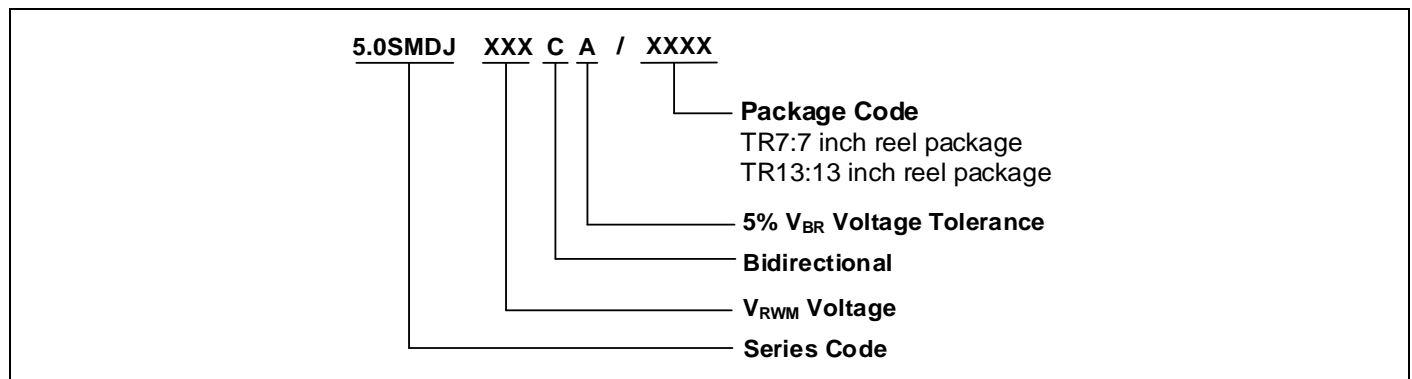 5.0SMDJ XXX C A / XXXX
Package Code
TR7:7 inch reel package
TR13:13 inch reel package
5% VBR Voltage Tolerance
Bidirectional
VRWM Voltage
Series Code